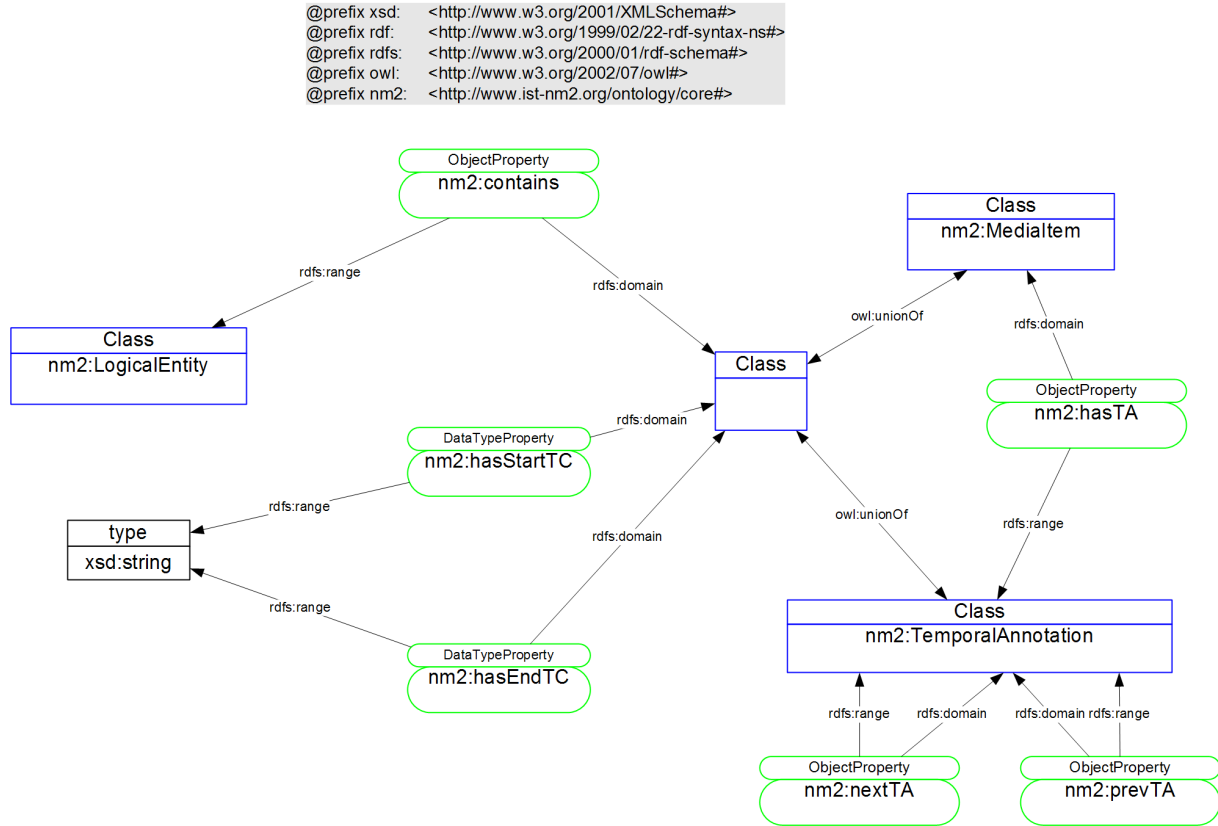 @prefix xsd: <http://www.w3.org/2001/XMLSchema#>
@prefix rdf: <http://www.w3.org/1999/02/22-rdf-syntax-ns#>
@prefix rdfs: <http://www.w3.org/2000/01/rdf-schema#>
@prefix owl: <http://www.w3.org/2002/07/owl#>
@prefix nm2: <http://www.ist-nm2.org/ontology/core#>
ObjectProperty
nm2:contains
Class
nm2:MediaItem
rdfs:range
rdfs:domain
owl:unionOf
rdfs:domain
Class
nm2:LogicalEntity
Class
ObjectProperty
nm2:hasTA
rdfs:domain
DataTypeProperty
nm2:hasStartTC
rdfs:range
owl:unionOf
rdfs:range
type
xsd:string
rdfs:domain
rdfs:range
Class
nm2:TemporalAnnotation
DataTypeProperty
nm2:hasEndTC
rdfs:range
rdfs:domain
rdfs:domain
rdfs:range
ObjectProperty
nm2:nextTA
ObjectProperty
nm2:prevTA